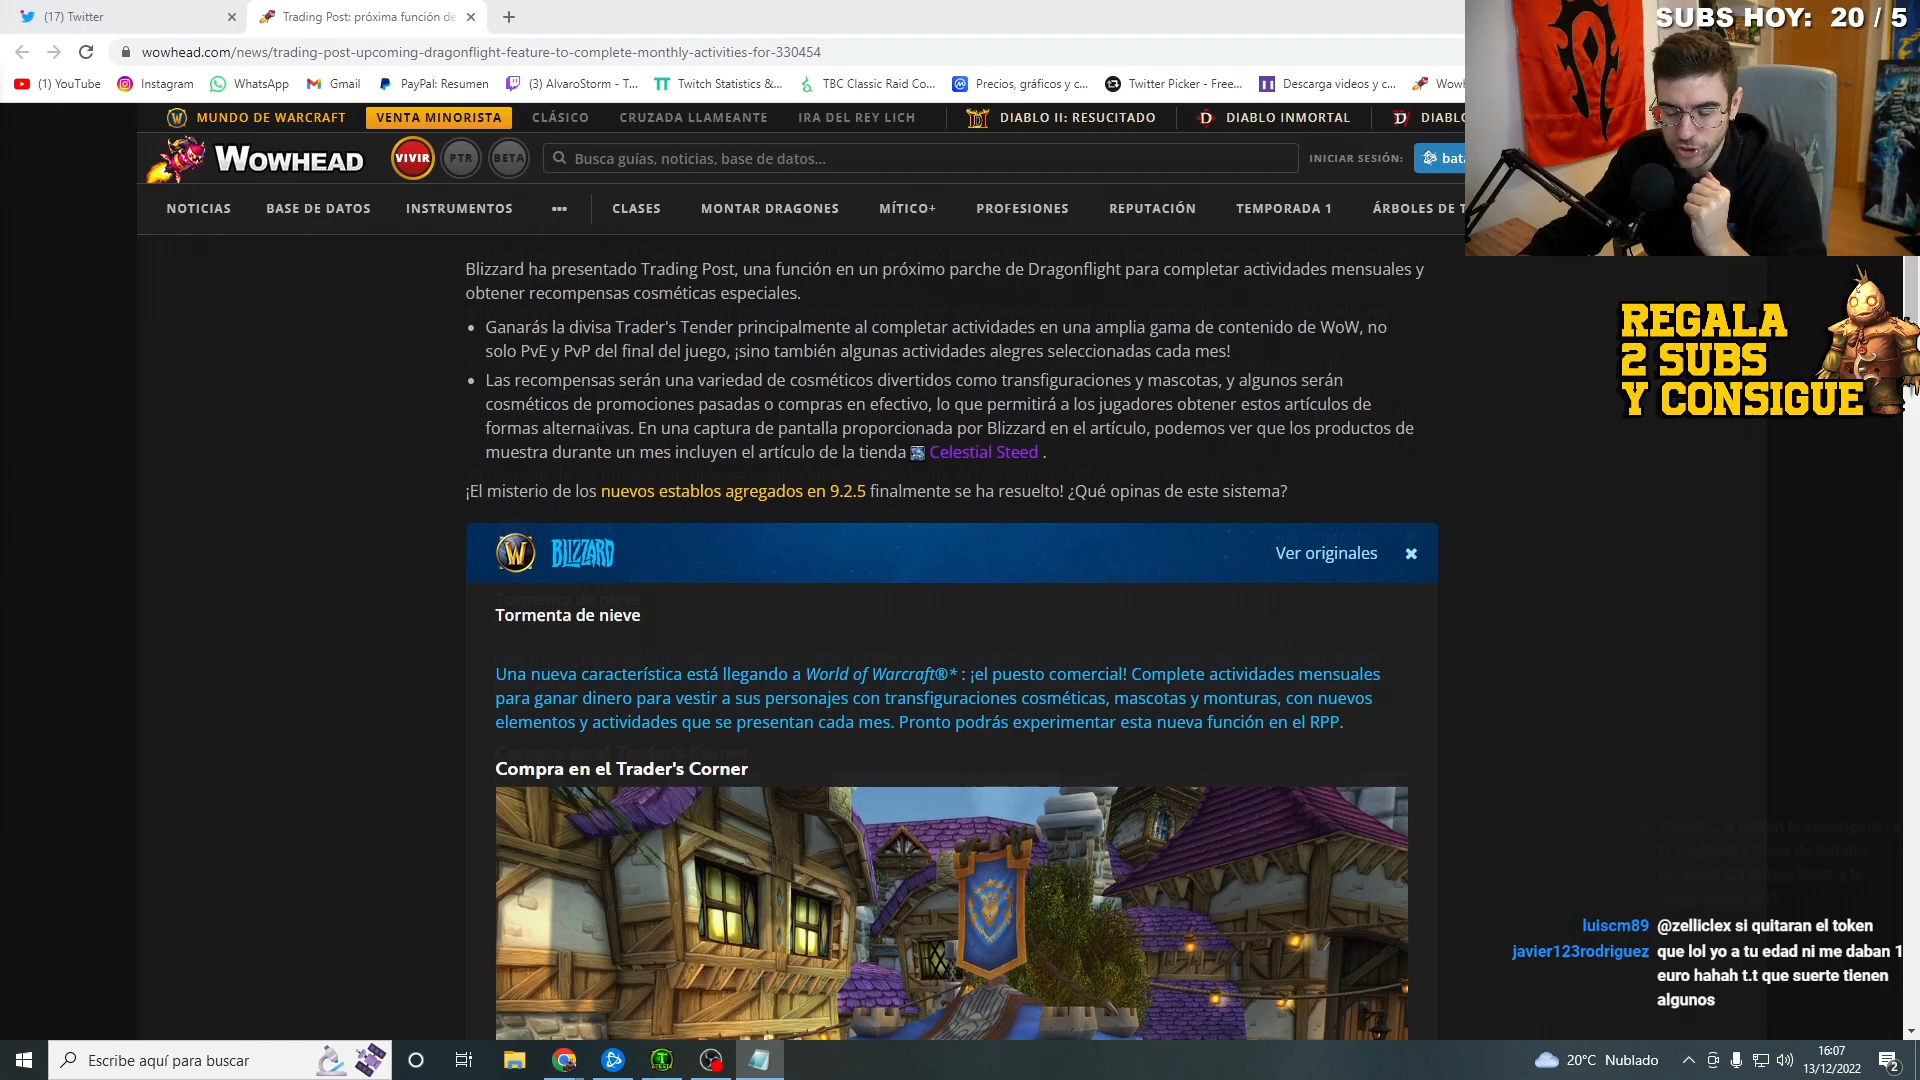 (17) Twitter
Trading Post: próxima función de
SUBS HOY: 20 / 5
wowhead.com/news/trading-post-upcoming-dragonflight-feature-to-complete-monthly-activities-for-330454
(1) YouTube
Instagram
WhatsApp
Gmail
PayPal: Resumen
(3) AlvaroStorm - T...
Twitch Statistics &...
TBC Classic Raid Co...
Precios, gráficos y c...
Twitter Picker - Free...
Descarga videos y c...
MUNDO DE WARCRAFT
VENTA MINORISTA
CLÁSICO
CRUZADA LLAMEANTE
IRA DEL REY LICH
DIABLO II: RESUCITADO
DIABLO INMORTAL
WOWHEAD
VIVIR
PTR
BETA
Busca guías, noticias, base de datos...
INICIAR SESIÓN:
NOTICIAS
BASE DE DATOS
INSTRUMENTOS
•••
CLASES
MONTAR DRAGONES
MÍTICO+
PROFESIONES
REPUTACIÓN
TEMPORADA 1
ÁRBOLES DE T
Blizzard ha presentado Trading Post, una función en un próximo parche de Dragonflight para completar actividades mensuales y
obtener recompensas cosméticas especiales.
• Ganarás la divisa Trader's Tender principalmente al completar actividades en una amplia gama de contenido de WoW, no
solo PvE y PvP del final del juego, ¡sino también algunas actividades alegres seleccionadas cada mes!
• Las recompensas serán una variedad de cosméticos divertidos como transfiguraciones y mascotas, y algunos serán
cosméticos de promociones pasadas o compras en efectivo, lo que permitirá a los jugadores obtener estos artículos de
formas alternativas. En una captura de pantalla proporcionada por Blizzard en el artículo, podemos ver que los productos de
muestra durante un mes incluyen el artículo de la tienda Celestial Steed .
¡El misterio de los nuevos establos agregados en 9.2.5 finalmente se ha resuelto! ¿Qué opinas de este sistema?
REGALA
2 SUBS
Y CONSIGUE
BLIZZARD
Ver originales
Tormenta de nieve
Una nueva característica está llegando a World of Warcraft®* : ¡el puesto comercial! Complete actividades mensuales
para ganar dinero para vestir a sus personajes con transfiguraciones cosméticas, mascotas y monturas, con nuevos
elementos y actividades que se presentan cada mes. Pronto podrás experimentar esta nueva función en el RPP.
Compra en el Trader's Corner
luiscm89 @zelliclex si quitaran el token
javier123rodriguez que lol yo a tu edad ni me daban 1
euro hahah t.t que suerte tienen
algunos
Escribe aquí para buscar
20°C Nublado
16:07
13/12/2022
2